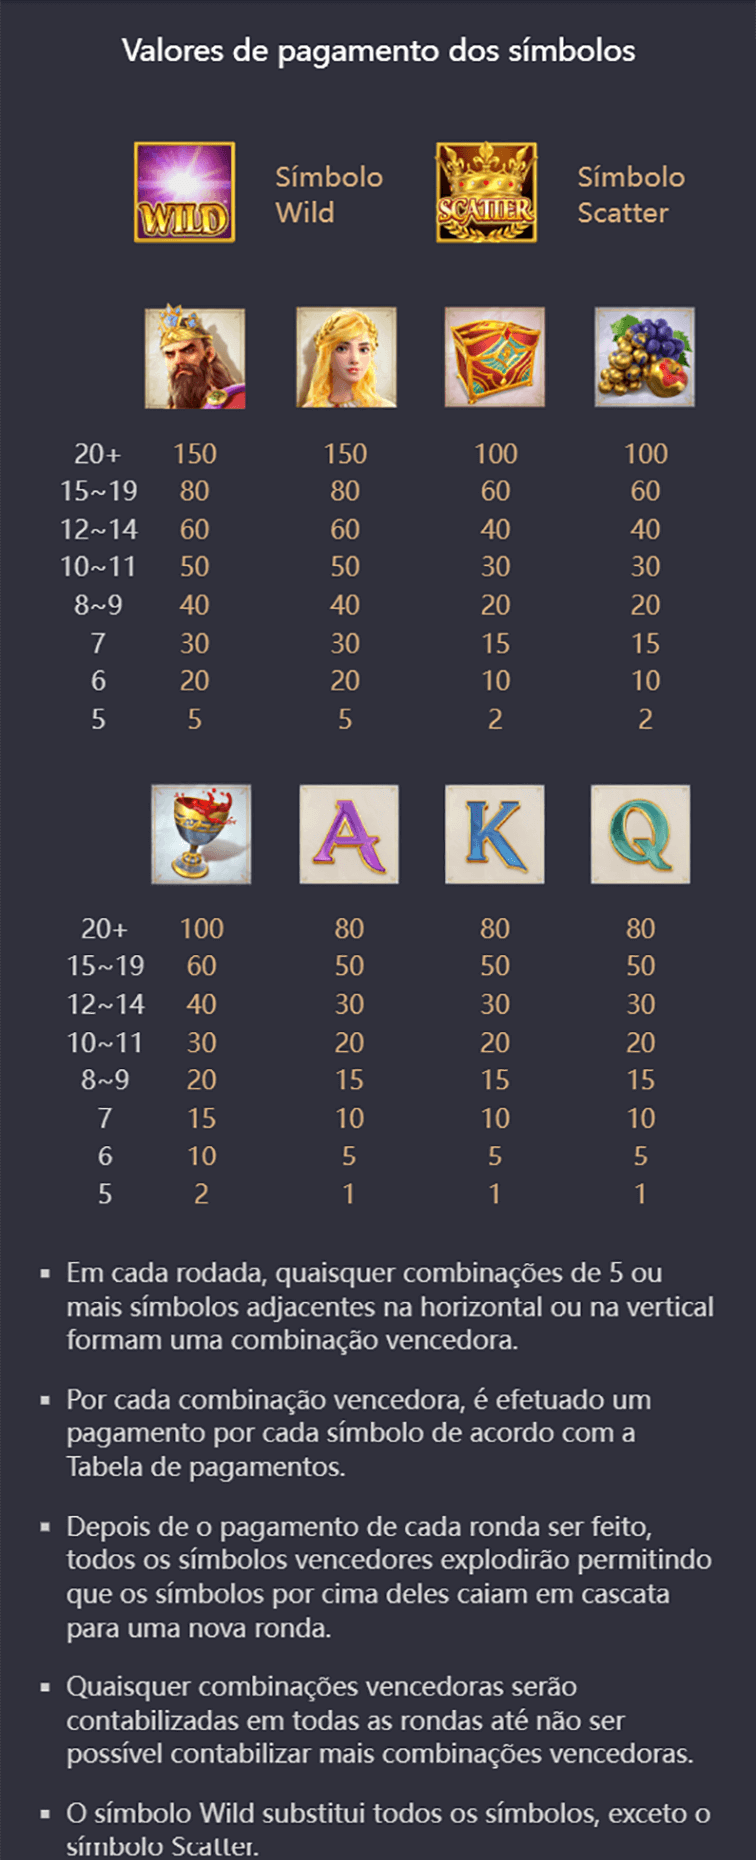 Valores de pagamento dos símbolos
WILD
Símbolo
Wild
SCATTER
Símbolo
Scatter
20+ 150 150 100 100
15~19 80 80 60 60
12~14 60 60 40 40
10~11 50 50 30 30
8~9 40 40 20 20
7 30 30 15 15
6 20 20 10 10
5 5 5 2 2
A K Q
20+ 100 80 80 80
15~19 60 50 50 50
12~14 40 30 30 30
10~11 30 20 20 20
8~9 20 15 15 15
7 15 10 10 10
6 10 5 5 5
5 2 1 1 1
▪ Em cada rodada, quaisquer combinações de 5 ou
mais símbolos adjacentes na horizontal ou na vertical
formam uma combinação vencedora.
▪ Por cada combinação vencedora, é efetuado um
pagamento por cada símbolo de acordo com a
Tabela de pagamentos.
▪ Depois de o pagamento de cada ronda ser feito,
todos os símbolos vencedores explodirão permitindo
que os símbolos por cima deles caiam em cascata
para uma nova ronda.
▪ Quaisquer combinações vencedoras serão
contabilizadas em todas as rondas até não ser
possível contabilizar mais combinações vencedoras.
▪ O símbolo Wild substitui todos os símbolos, exceto o
símbolo Scatter.